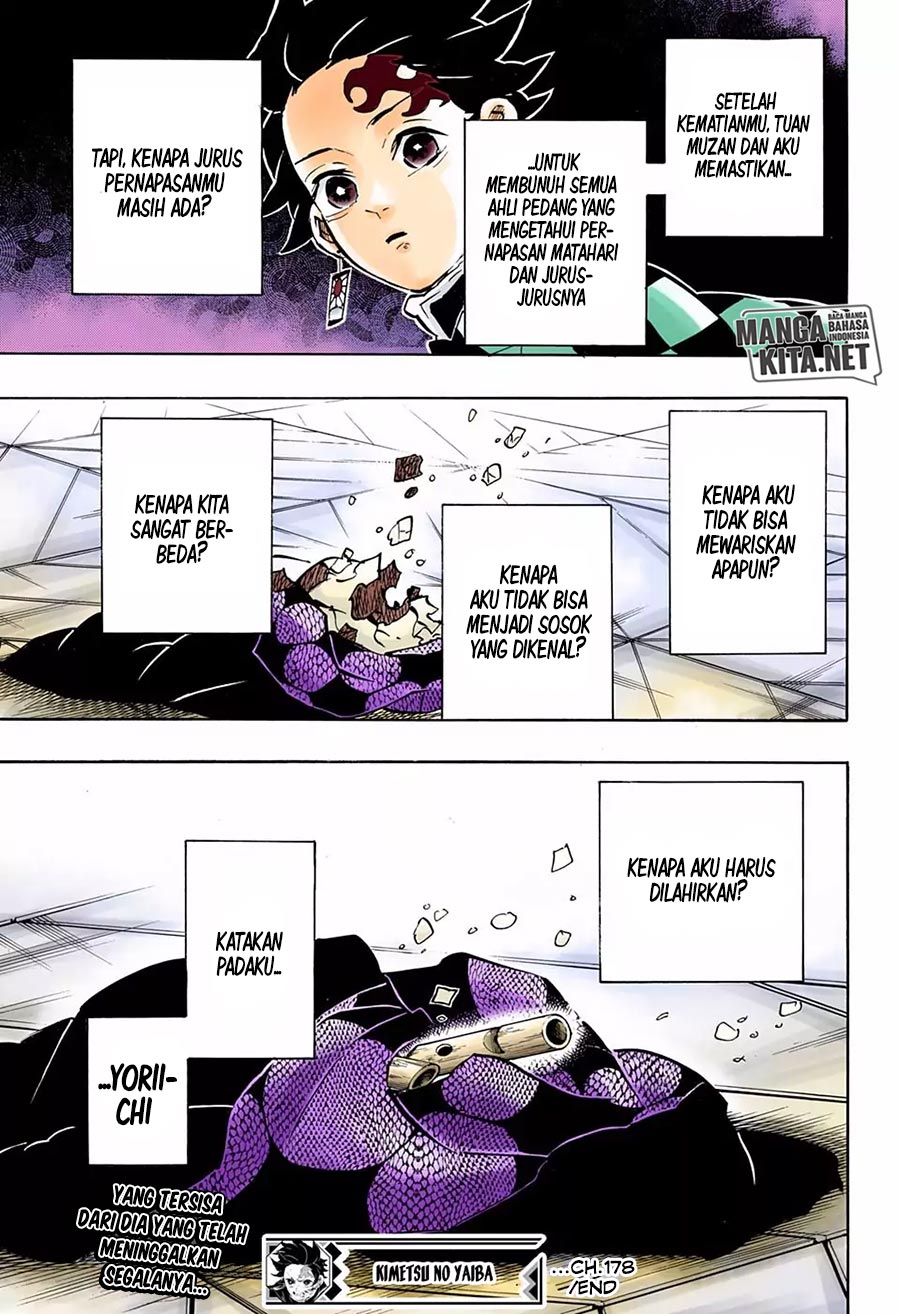 SETELAH
KEMATIANMU, TUAN
MUZAN DAN AKU
MEMASTIKAN...
...UNTUK
MEMBUNUH SEMUA
AHLI PEDANG YANG
MENGETAHUI PER-
NAPASAN MATAHARI
DAN JURUS-
JURUSNYA
TAPI, KENAPA JURUS
PERNAPASANMU
MASIH ADA?
MANGA
KITA.NET
BACA MANGA
BAHASA
INDONESIA
KENAPA AKU
TIDAK BISA
MEWARISKAN
APAPUN?
KENAPA
AKU TIDAK BISA
MENJADI SOSOK
YANG DIKENAL?
KENAPA KITA
SANGAT BER-
BEDA?
KENAPA AKU HARUS
DILAHIRKAN?
KATAKAN
PADAKU...
...YORII-
CHI
YANG TERSISA
DARI DIA YANG TELAH
MENINGGALKAN
SEGALANYA...
KIMETSU NO YAIBA
...CH.178
/END